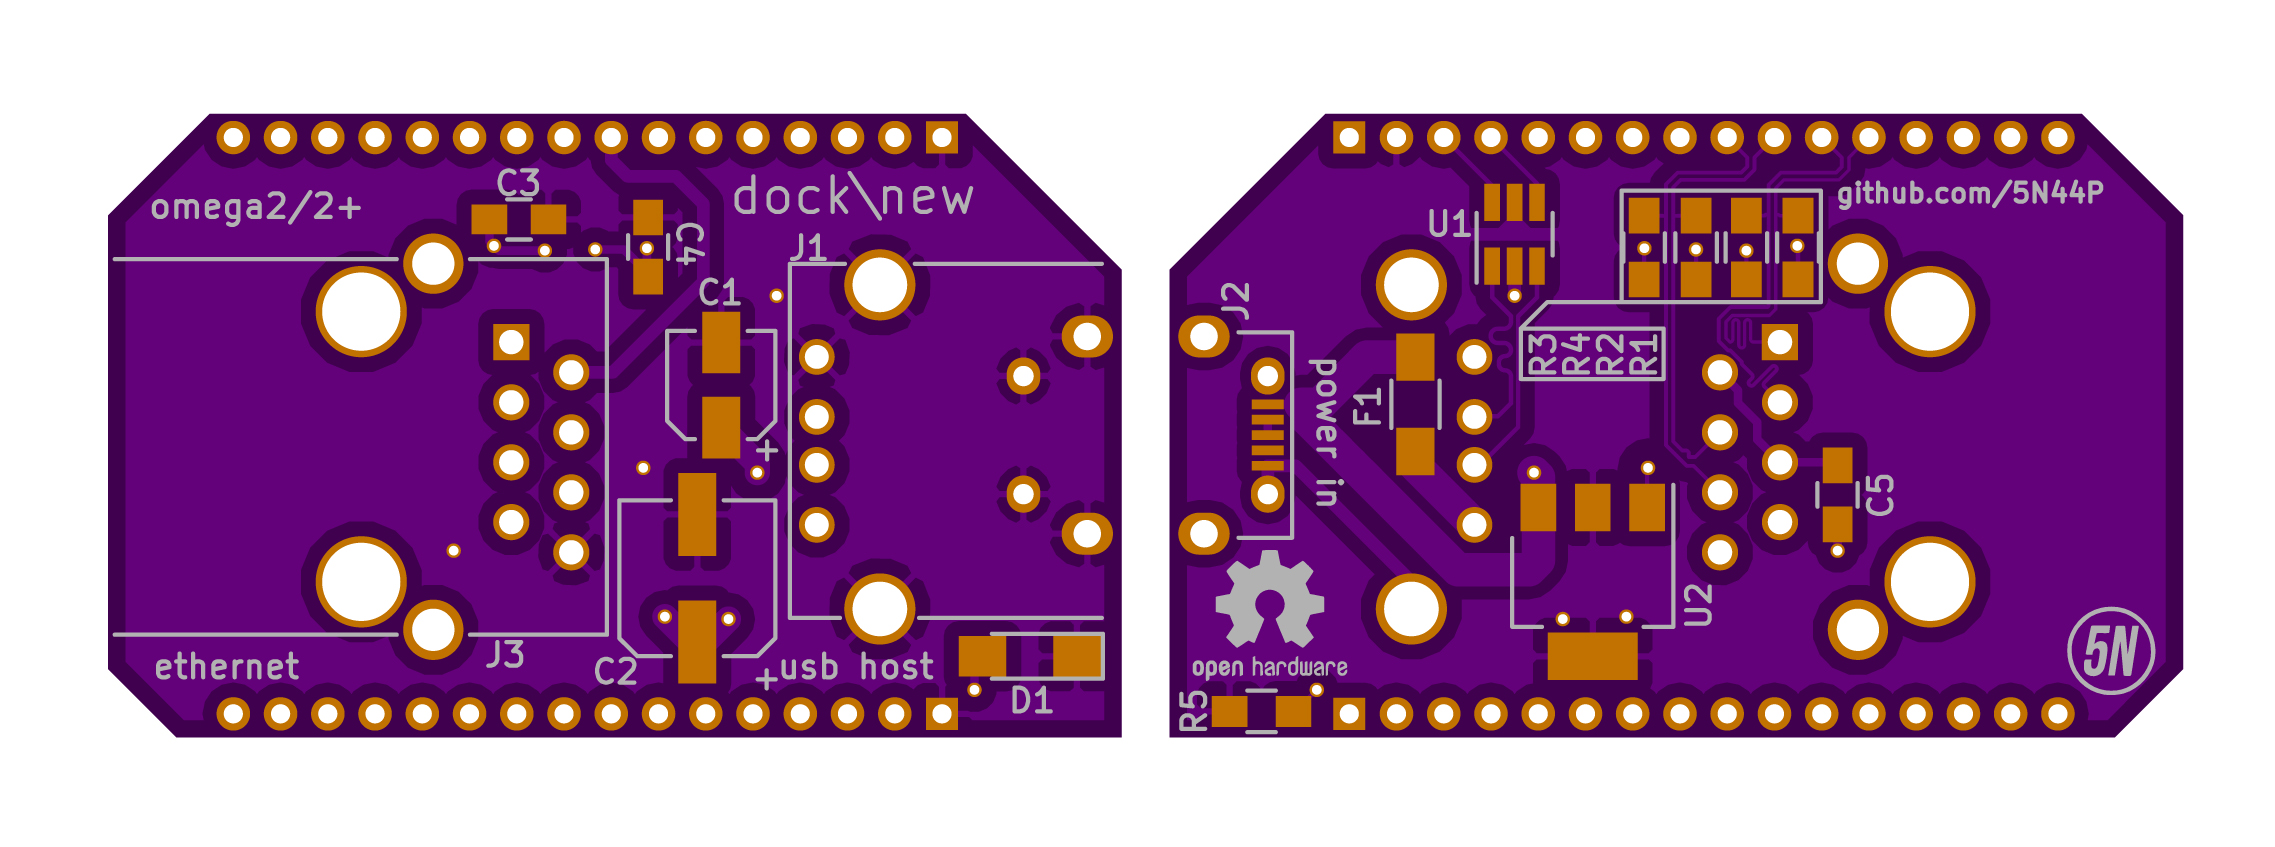 omega2/2+
C3
C4
dock\new
J1
C1
+
J3
ethernet
C2
+
usb host
D1
github.com/5N44P
U1
J2
R3
R4
R2
R1
power in
F1
C5
U2
open hardware
R5
5N